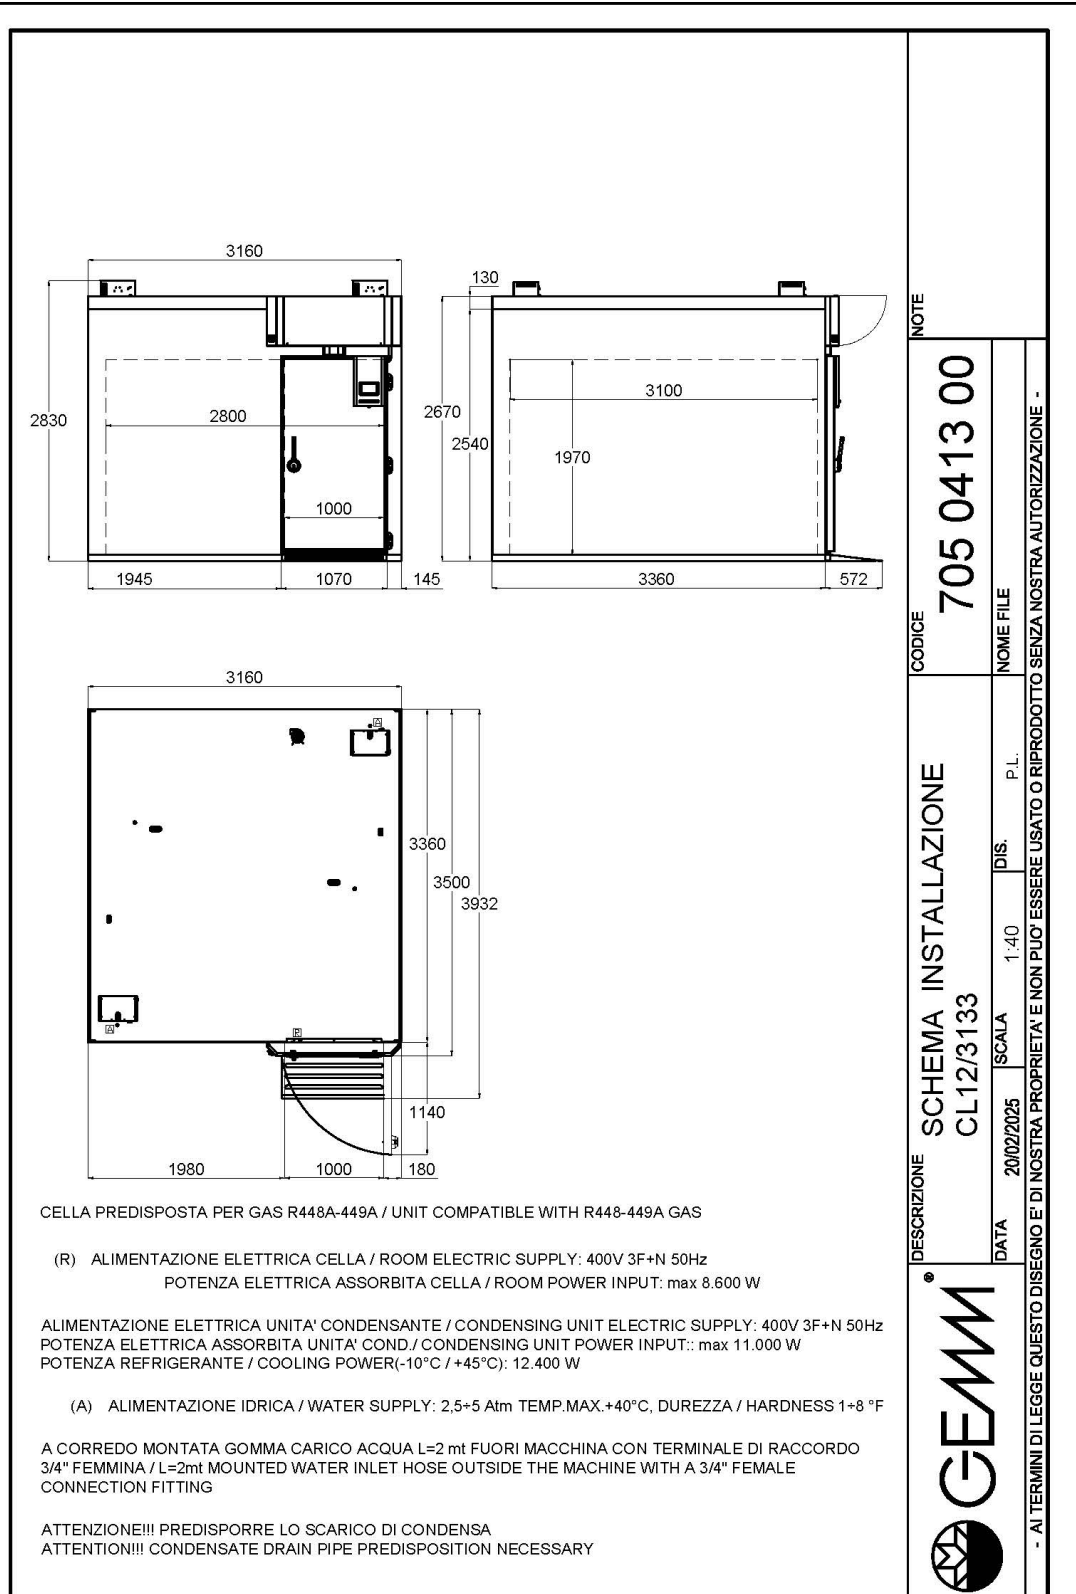 3160
2830
2800
1000
1945
1070
145
130
2670
2540
3100
1970
3360
572
3160
A
3360
3500
3932
A
R
1140
1980
1000
180
CELLA PREDISPOSTA PER GAS R448A-449A / UNIT COMPATIBLE WITH R448-449A GAS
(R) ALIMENTAZIONE ELETTRICA CELLA / ROOM ELECTRIC SUPPLY: 400V 3F+N 50Hz
POTENZA ELETTRICA ASSORBITA CELLA / ROOM POWER INPUT: max 8.600 W
ALIMENTAZIONE ELETTRICA UNITA' CONDENSANTE / CONDENSING UNIT ELECTRIC SUPPLY: 400V 3F+N 50Hz
POTENZA ELETTRICA ASSORBITA UNITA' COND./ CONDENSING UNIT POWER INPUT:: max 11.000 W
POTENZA REFRIGERANTE / COOLING POWER(-10°C / +45°C): 12.400 W
(A) ALIMENTAZIONE IDRICA / WATER SUPPLY: 2,5÷5 Atm TEMP.MAX.+40°C, DUREZZA / HARDNESS 1÷8 °F
A CORREDO MONTATA GOMMA CARICO ACQUA L=2 mt FUORI MACCHINA CON TERMINALE DI RACCORDO
3/4" FEMMINA / L=2mt MOUNTED WATER INLET HOSE OUTSIDE THE MACHINE WITH A 3/4" FEMALE
CONNECTION FITTING
ATTENZIONE!!! PREDISPORRE LO SCARICO DI CONDENSA
ATTENTION!!! CONDENSATE DRAIN PIPE PREDISPOSITION NECESSARY
GEMM®
DESCRIZIONE
SCHEMA INSTALLAZIONE
CL12/3133
CODICE
705 0413 00
NOTE
DATA
20/02/2025
SCALA
1:40
DIS.
P.L.
NOME FILE
- AI TERMINI DI LEGGE QUESTO DISEGNO E' DI NOSTRA PROPRIETA' E NON PUO' ESSERE USATO O RIPRODOTTO SENZA NOSTRA AUTORIZZAZIONE -